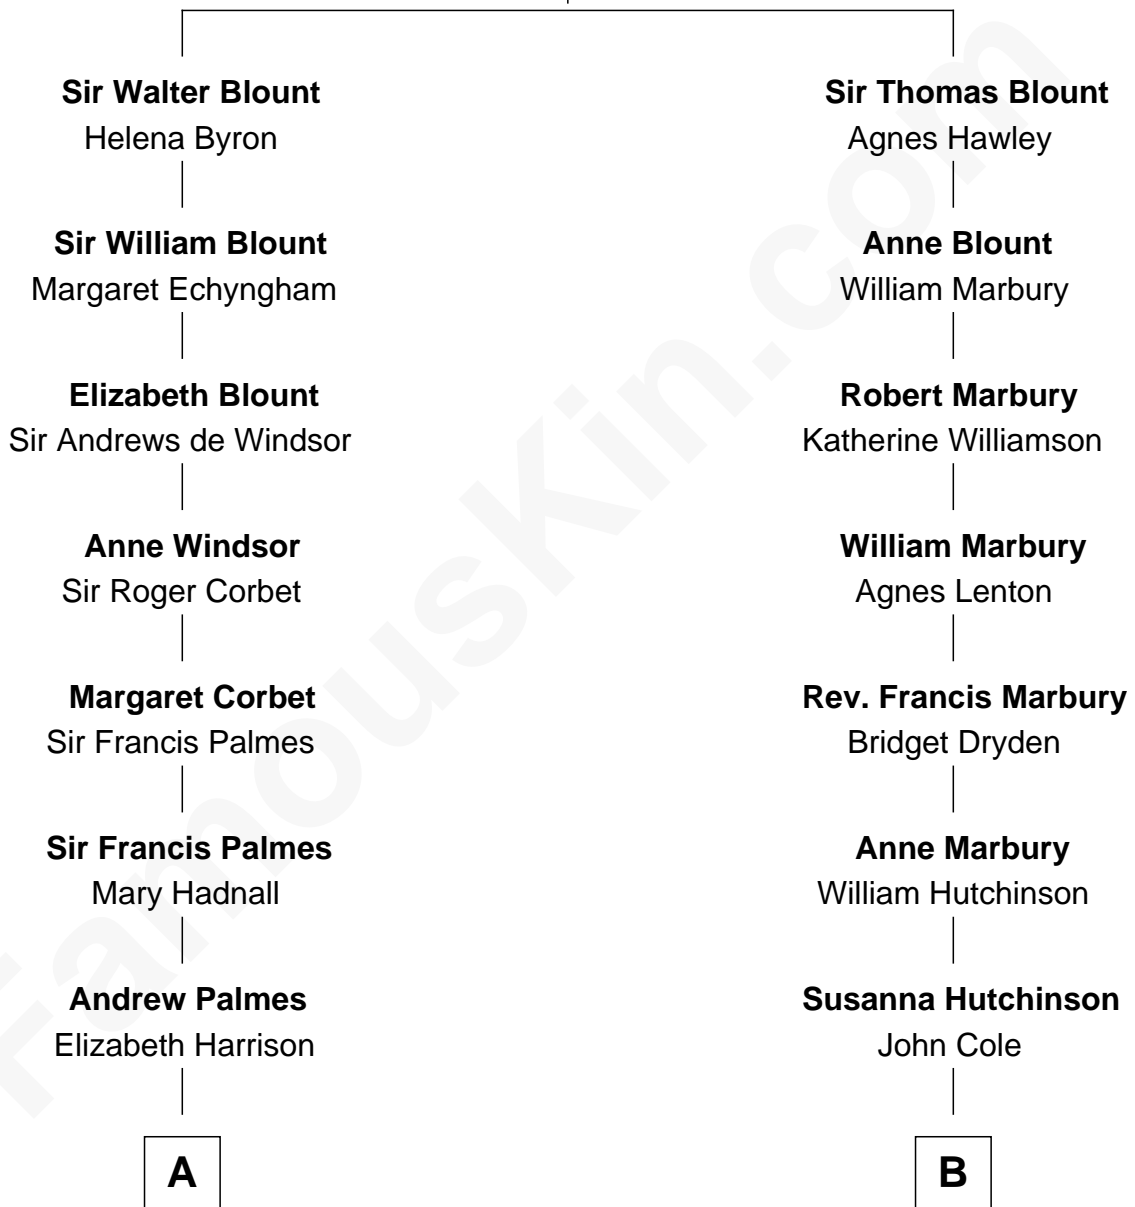 Sir Walter Blount
Helena Byron
Sir William Blount
Margaret Echyngham
Elizabeth Blount
Sir Andrews de Windsor
Anne Windsor
Sir Roger Corbet
Margaret Corbet
Sir Francis Palmes
Sir Francis Palmes
Mary Hadnall
Andrew Palmes
Elizabeth Harrison
A
Sir Thomas Blount
Agnes Hawley
Anne Blount
William Marbury
Robert Marbury
Katherine Williamson
William Marbury
Agnes Lenton
Rev. Francis Marbury
Bridget Dryden
Anne Marbury
William Hutchinson
Susanna Hutchinson
John Cole
B
FamousKin.com